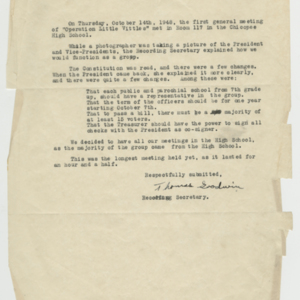 On Thursday, October 14th, 1948, the first general meeting
of "Operation Little Vittles" met in Room 117 in the Chicopee
High School.
While a photographer was taking a picture of the President
and Vice-Presidents, the Recording Secretary explained how we
would function as a group.
The Constitution was read, and there were a few changes.
When the President came back, she explained it more clearly,
and there were quite a few changes. Among these were:
That each public and parochial school from 7th grade
up, should have a representative in the group.
That the term of the officers should be for one year
starting October 7th.
That to pass a bill, there must be a majority of
at least 15 voters.
That the Treasurer should have the power to sign all
checks with the President as co-signer.
We decided to have all our meetings in the High School,
as the majority of the group come from the High School.
This was the longest meeting held yet, as it lasted for
an hour and a half.
Respectfully submitted,
Thomas Goodwin
Recording Secretary.